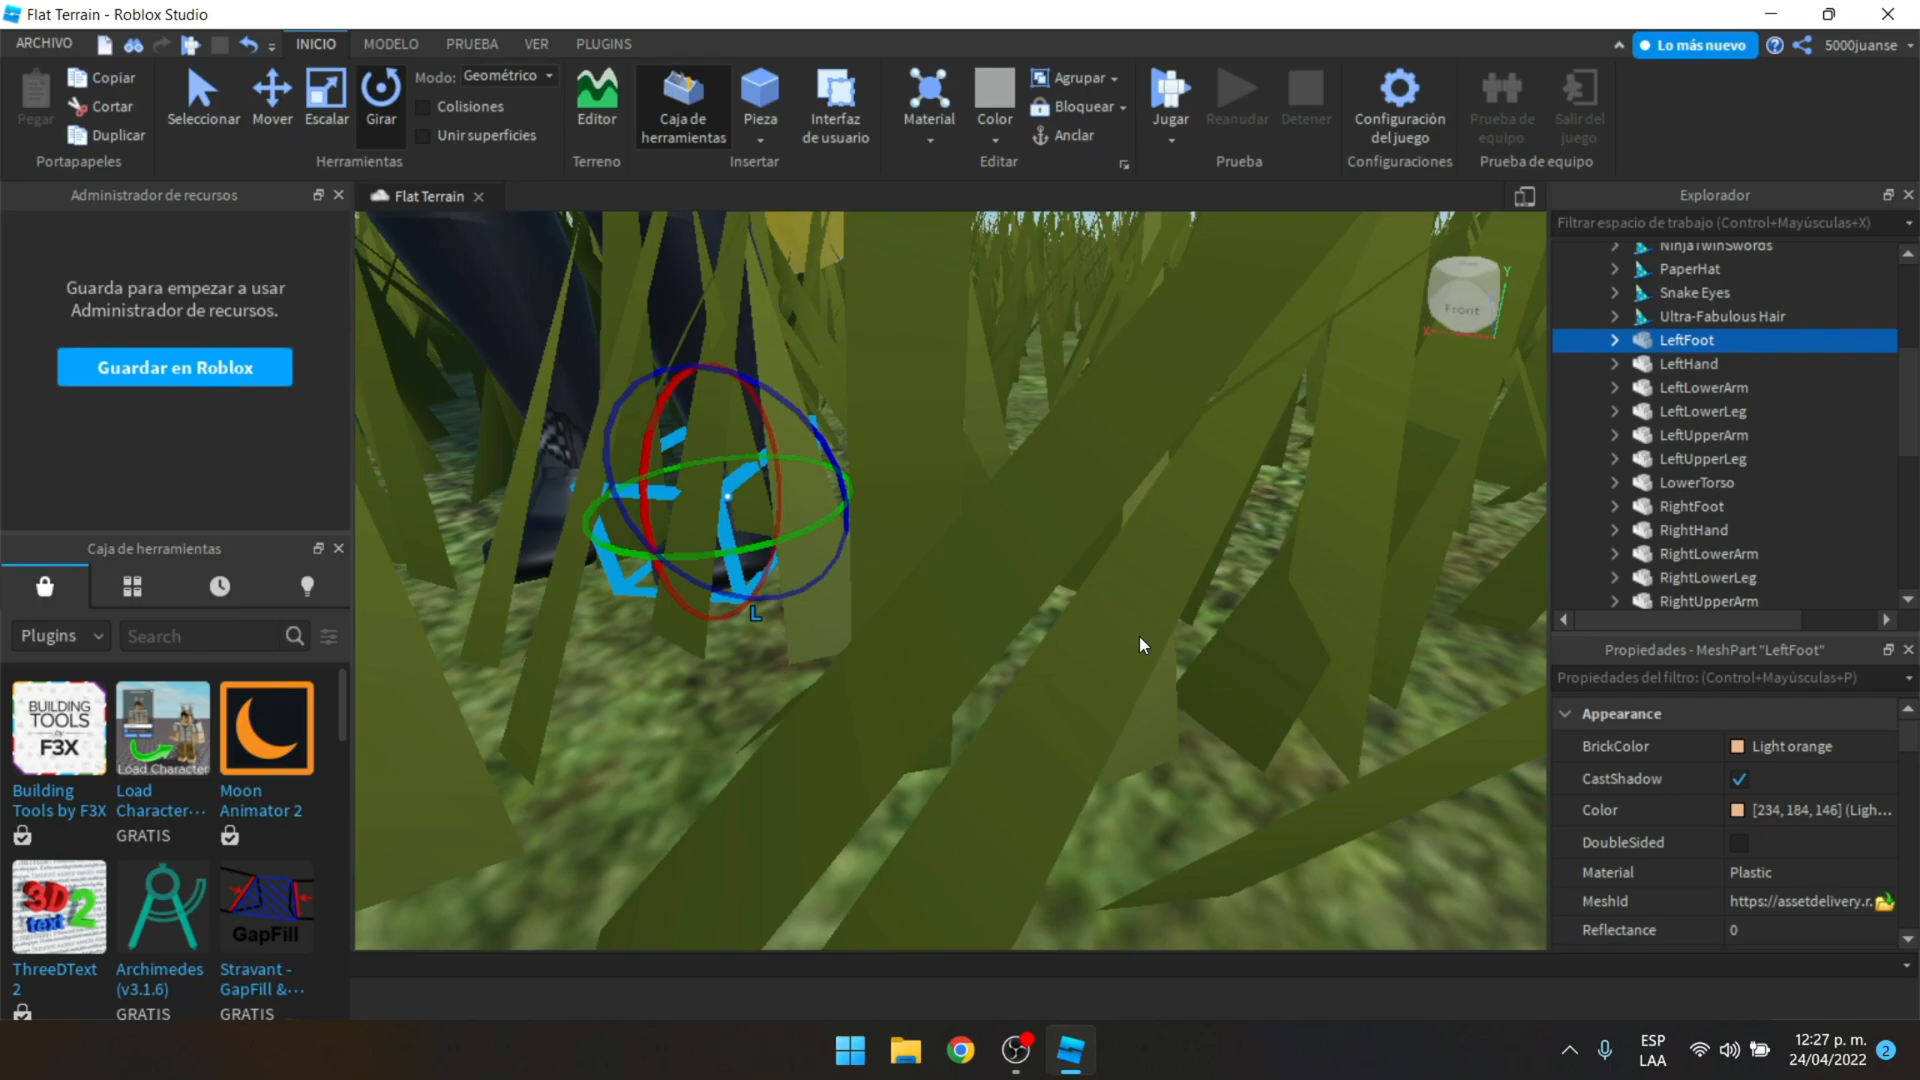 Flat Terrain - Roblox Studio
ARCHIVO
INICIO
MODELO
PRUEBA
VER
PLUGINS
Lo más nuevo
5000juanse
Pegar
Copiar
Cortar
Duplicar
Portapapeles
Seleccionar
Mover
Escalar
Girar
Modo:
Geométrico
Colisiones
Unir superficies
Herramientas
Editor
Terreno
Caja de
herramientas
Pieza
Interfaz
de usuario
Insertar
Material
Color
Agrupar
Bloquear
Anclar
Editar
Jugar
Reanudar
Detener
Prueba
Configuración
del juego
Configuraciones
Prueba de
equipo
Salir del
juego
Prueba de equipo
Administrador de recursos
Guarda para empezar a usar
Administrador de recursos.
Guardar en Roblox
Caja de herramientas
Plugins
Search
BUILDING
TOOLS
by
F3X
Load Character
Building
Tools by F3X
Load
Character...
GRATIS
Moon
Animator 2
3D
text 2
GapFill
ThreeDText
2
Archimedes
(v3.1.6)
GRATIS
Stravant -
GapFill &...
GRATIS
Flat Terrain
Front
Y
X
L
Explorador
Filtrar espacio de trabajo (Control+Mayúsculas+X)
NinjaTwinSwords
PaperHat
Snake Eyes
Ultra-Fabulous Hair
LeftFoot
LeftHand
LeftLowerArm
LeftLowerLeg
LeftUpperArm
LeftUpperLeg
LowerTorso
RightFoot
RightHand
RightLowerArm
RightLowerLeg
RightUpperArm
Propiedades - MeshPart "LeftFoot"
Propiedades del filtro: (Control+Mayúsculas+P)
Appearance
BrickColor
Light orange
CastShadow
Color
[234, 184, 146] (Ligh...
DoubleSided
Material
Plastic
MeshId
https://assetdelivery.r.
Reflectance
0
ESP
LAA
12:27 p. m.
24/04/2022
2